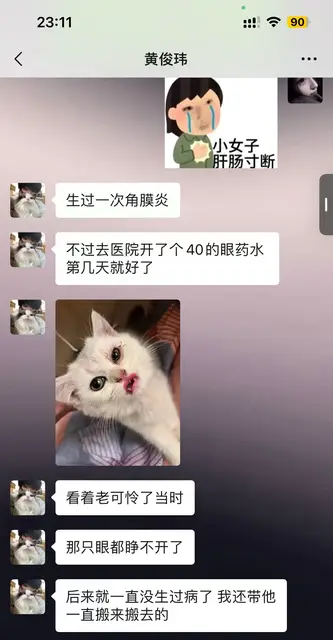 23:11
90
黄俊玮
小女子
肝肠寸断
生过一次角膜炎
不过去医院开了个40的眼药水
第几天就好了
看着老可怜了当时
那只眼都睁不开了
后来就一直没生过病了 我还带他
一直搬来搬去的